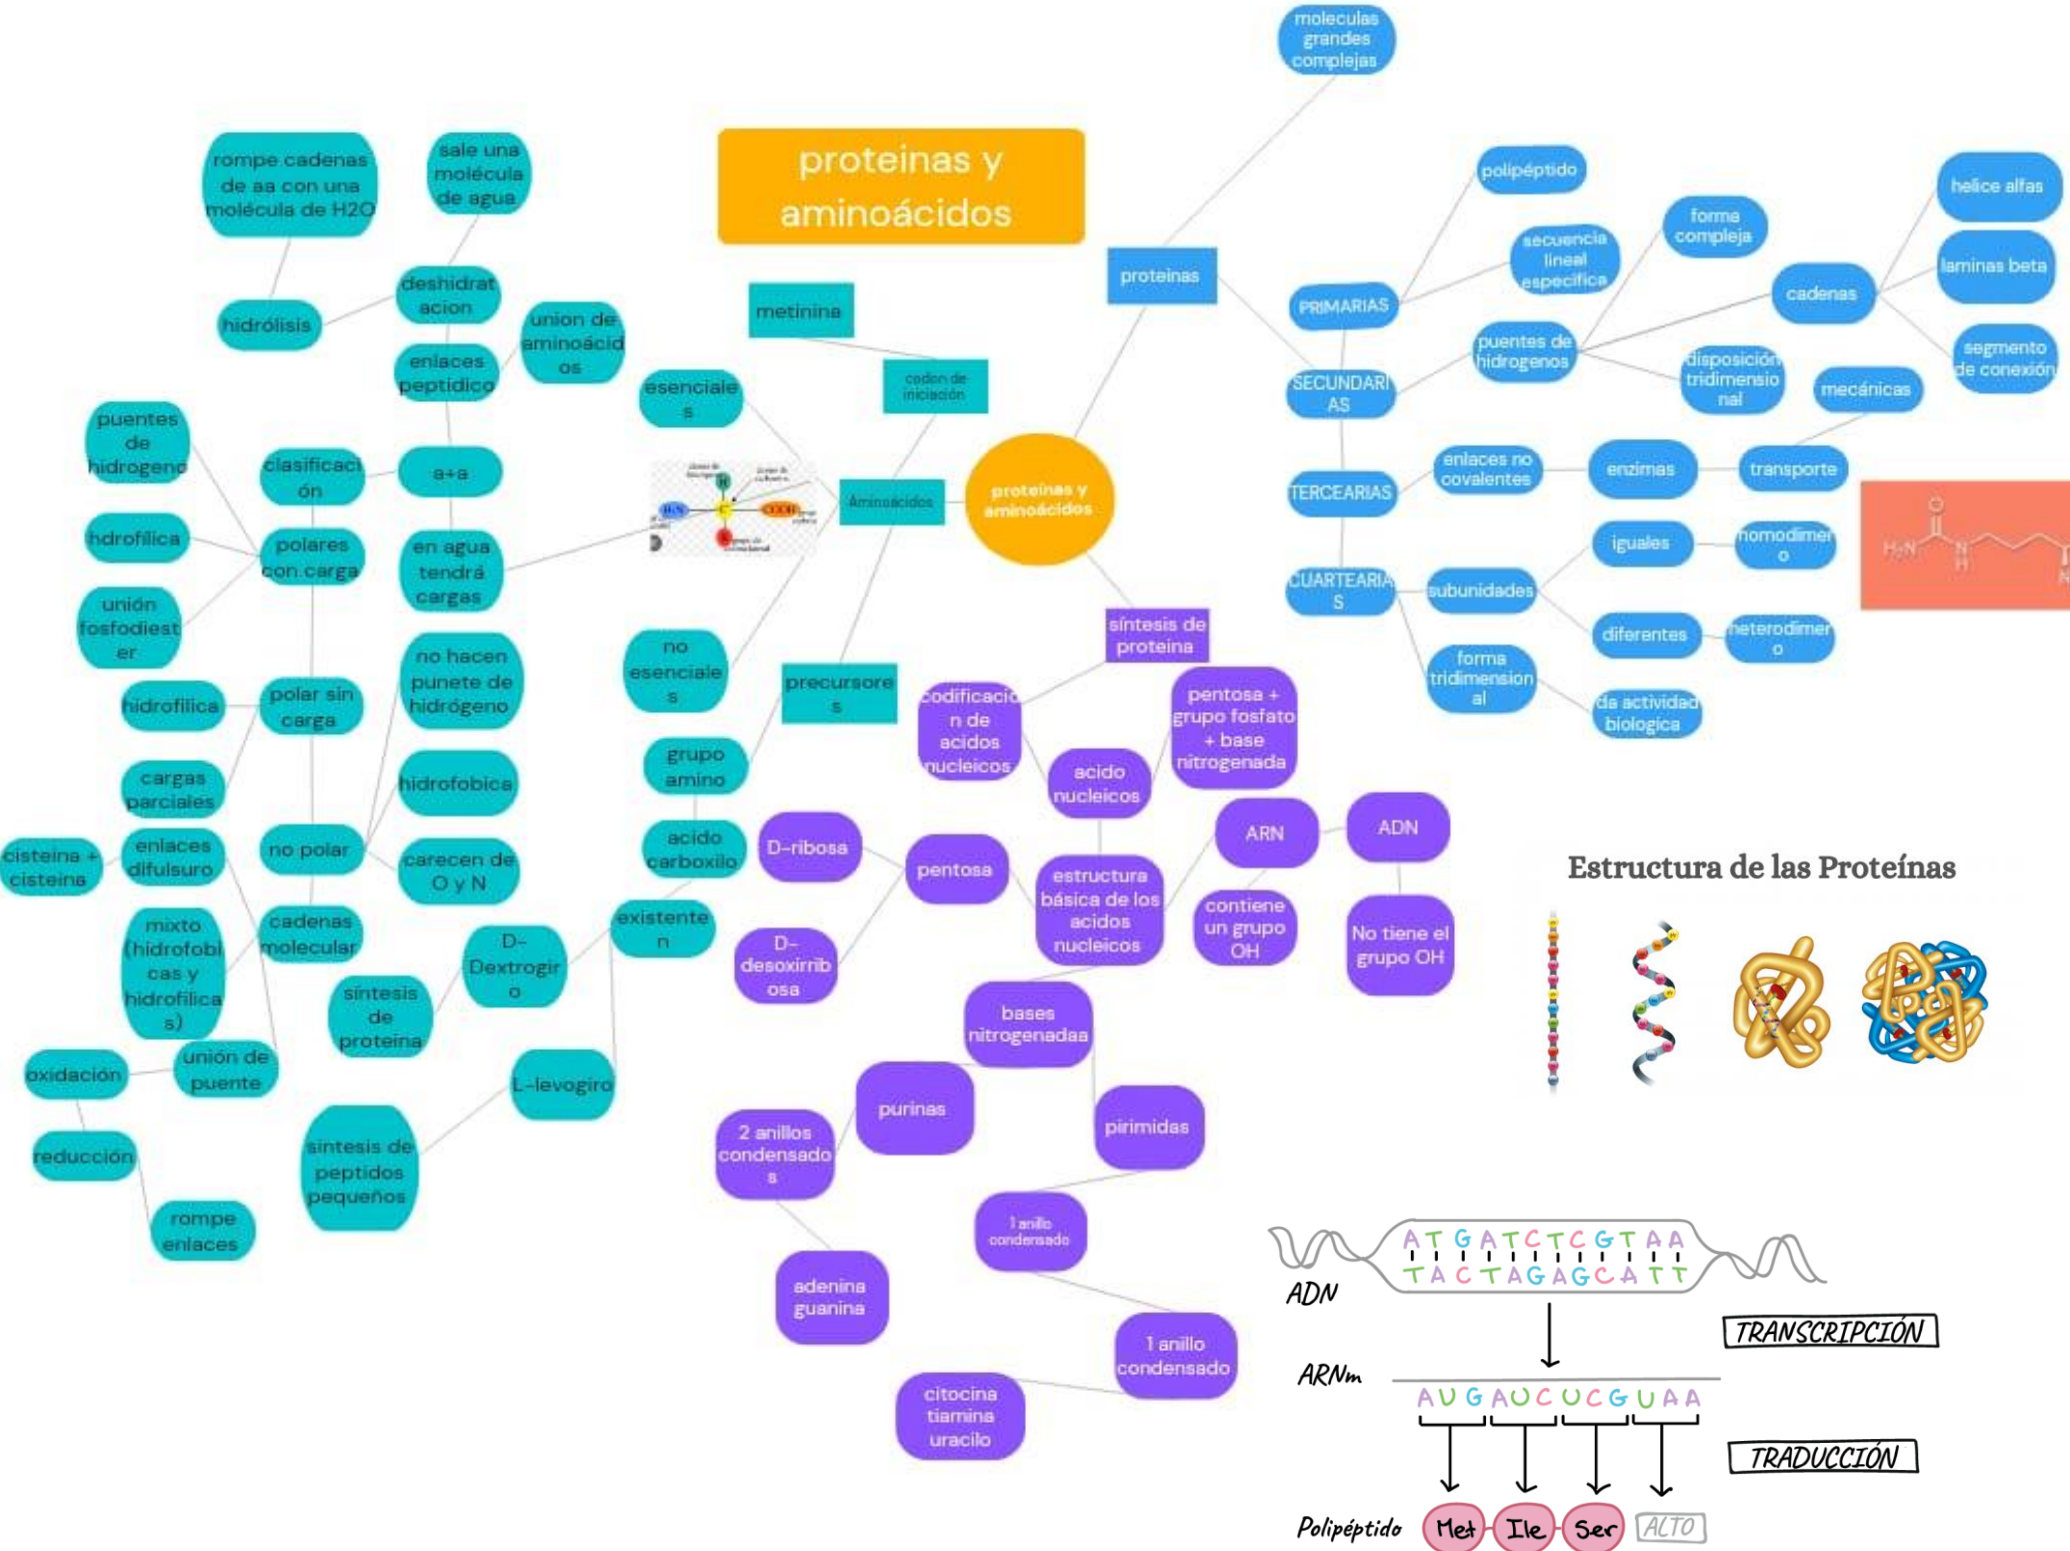 proteinas y
aminoácidos
moleculas
grandes
complejas
proteinas
PRIMARIAS
polipéptido
secuencia
lineal
especifica
SECUNDARI
AS
puentes de
hidrogenos
forma
compleja
disposición
tridimensio
nal
cadenas
helice alfas
laminas beta
segmento
de conexión
TERCEARIAS
enlaces no
covalentes
enzimas
transporte
mecánicas
CUARTEARIA
S
subunidades
iguales
homodimer
o
diferentes
heterodimer
o
forma
tridimension
al
da actividad
biologica
O
H₂N
N
H
N
proteínas y
aminoácidos
Aminoácidos
codon de
iniciación
metinina
esenciale
s
no
esenciale
s
H
H₂N
C
COOH
precursore
s
grupo
amino
acido
carboxilo
existente
n
D-
Dextrogir
o
síntesis
de
proteina
L-levogiro
sintesis de
peptidos
pequeños
rompe cadenas
de aa con una
molécula de H2O
sale una
molécula
de agua
hidrólisis
deshidrat
acion
union de
aminoácid
os
enlaces
peptídico
a+a
clasificaci
ón
en agua
tendrá
cargas
puentes
de
hidrogeno
hdrofílica
unión
fosfodiest
er
polares
con carga
polar sin
carga
hidrofilica
cargas
parciales
no hacen
punete de
hidrógeno
hidrofobica
carecen de
O y N
no polar
cadenas
molecular
enlaces
difulsuro
cisteina +
cisteina
mixto
(hidrofobi
cas y
hidrofilica
s)
unión de
puente
oxidación
reducción
rompe
enlaces
síntesis de
proteina
codificació
n de
acidos
nucleicos
acido
nucleicos
pentosa +
grupo fosfato
+ base
nitrogenada
estructura
básica de los
acidos
nucleicos
pentosa
D-ribosa
D-
desoxirrib
osa
ARN
ADN
contiene
un grupo
OH
No tiene el
grupo OH
bases
nitrogenadaa
purinas
2 anillos
condensado
s
adenina
guanina
pirimidas
1 anillo
condensado
1 anillo
condensado
citocina
tiamina
uracilo
Estructura de las Proteínas
ATGATCTCGTAA
TACTAGAGCATT
ADN
TRANSCRIPCIÓN
ARNm
AUGAUCUCGUAA
TRADUCCIÓN
Polipéptido Met Ile Ser ALTO